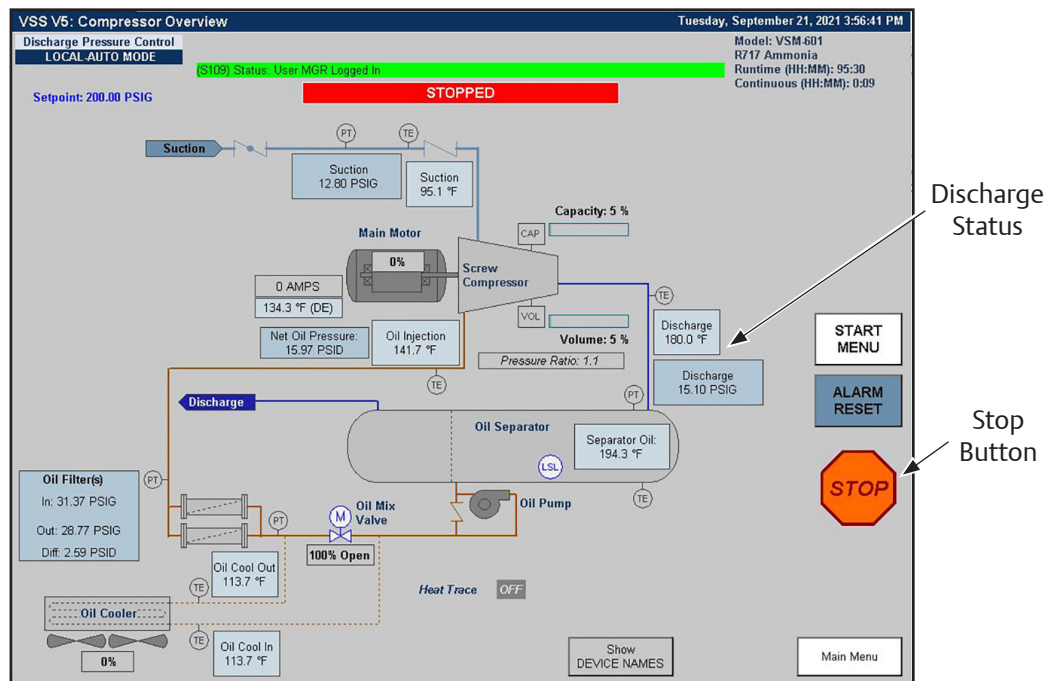 VSS V5: Compressor Overview
Tuesday, September 21, 2021 3:56:41 PM
Discharge Pressure Control
LOCAL-AUTO MODE
Model: VSM-601
R717 Ammonia
Runtime (HH:MM): 95:30
Continuous (HH:MM): 0:09
(S109) Status: User MGR Logged In
STOPPED
Setpoint: 200.00 PSIG
PT
TE
Suction
Suction
12.80 PSIG
Suction
95.1 °F
Discharge
Status
Capacity: 5 %
CAP
Main Motor
0%
Screw
Compressor
0 AMPS
134.3 °F (DE)
TE
VOL
Volume: 5 %
Net Oil Pressure:
15.97 PSID
Oil Injection
141.7 °F
Discharge
180.0 °F
Pressure Ratio: 1.1
Discharge
15.10 PSIG
START
MENU
TE
PT
ALARM
RESET
Discharge
Oil Separator
Separator Oil:
194.3 °F
LSL
Stop
Button
STOP
Oil Filter(s)
In: 31.37 PSIG
Out: 28.77 PSIG
Diff: 2.59 PSID
PT
TE
Oil Pump
PT
M
Oil Mix
Valve
100% Open
Oil Cool Out
113.7 °F
TE
Heat Trace
OFF
Oil Cooler
0%
TE
Oil Cool In
113.7 °F
Show
DEVICE NAMES
Main Menu